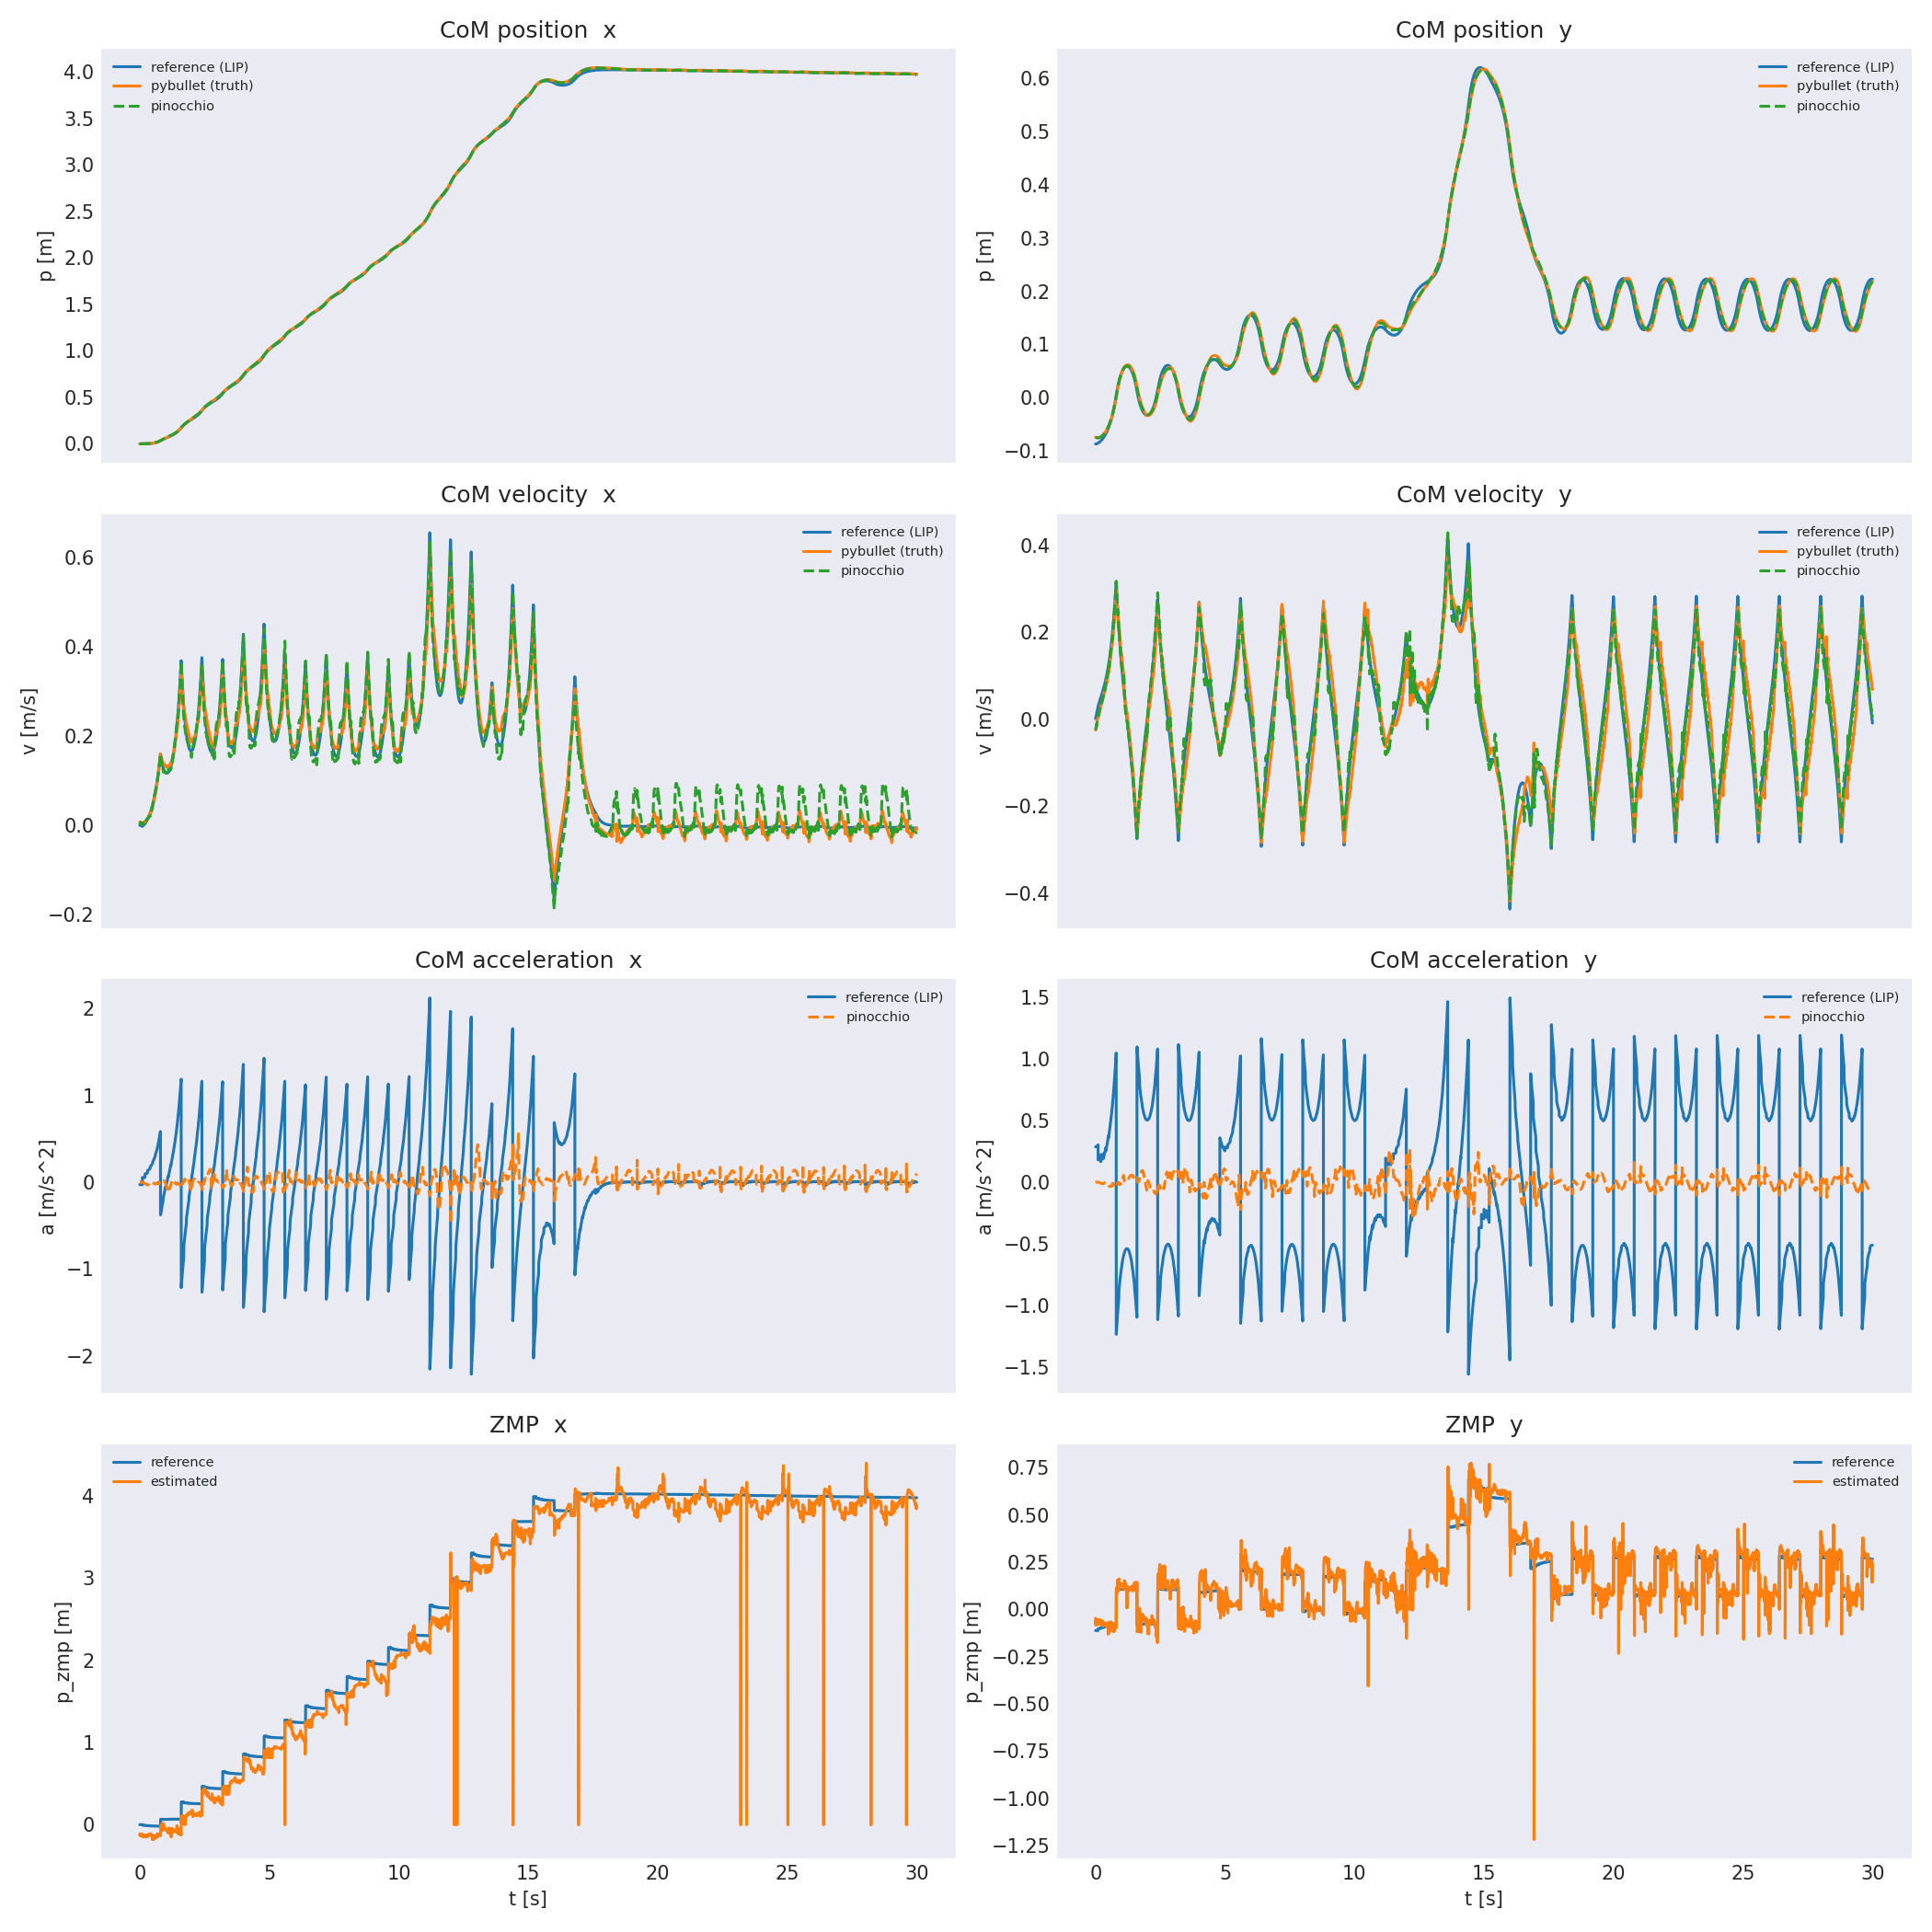 CoM position  x
4.0
3.5
3.0
2.5
2.0
1.5
1.0
0.5
0.0
p [m]
reference (LIP)
pybullet (truth)
pinocchio
CoM position  y
0.6
0.5
0.4
0.3
0.2
0.1
0.0
−0.1
p [m]
reference (LIP)
pybullet (truth)
pinocchio
CoM velocity  x
0.6
0.4
0.2
0.0
−0.2
v [m/s]
reference (LIP)
pybullet (truth)
pinocchio
CoM velocity  y
0.4
0.2
0.0
−0.2
−0.4
v [m/s]
reference (LIP)
pybullet (truth)
pinocchio
CoM acceleration  x
2
1
0
−1
−2
a [m/s^2]
reference (LIP)
pinocchio
CoM acceleration  y
1.5
1.0
0.5
0.0
−0.5
−1.0
−1.5
a [m/s^2]
reference (LIP)
pinocchio
ZMP  x
4
3
2
1
0
p_zmp [m]
reference
estimated
0 5 10 15 20 25 30
t [s]
ZMP  y
0.75
0.50
0.25
0.00
−0.25
−0.50
−0.75
−1.00
−1.25
p_zmp [m]
reference
estimated
0 5 10 15 20 25 30
t [s]